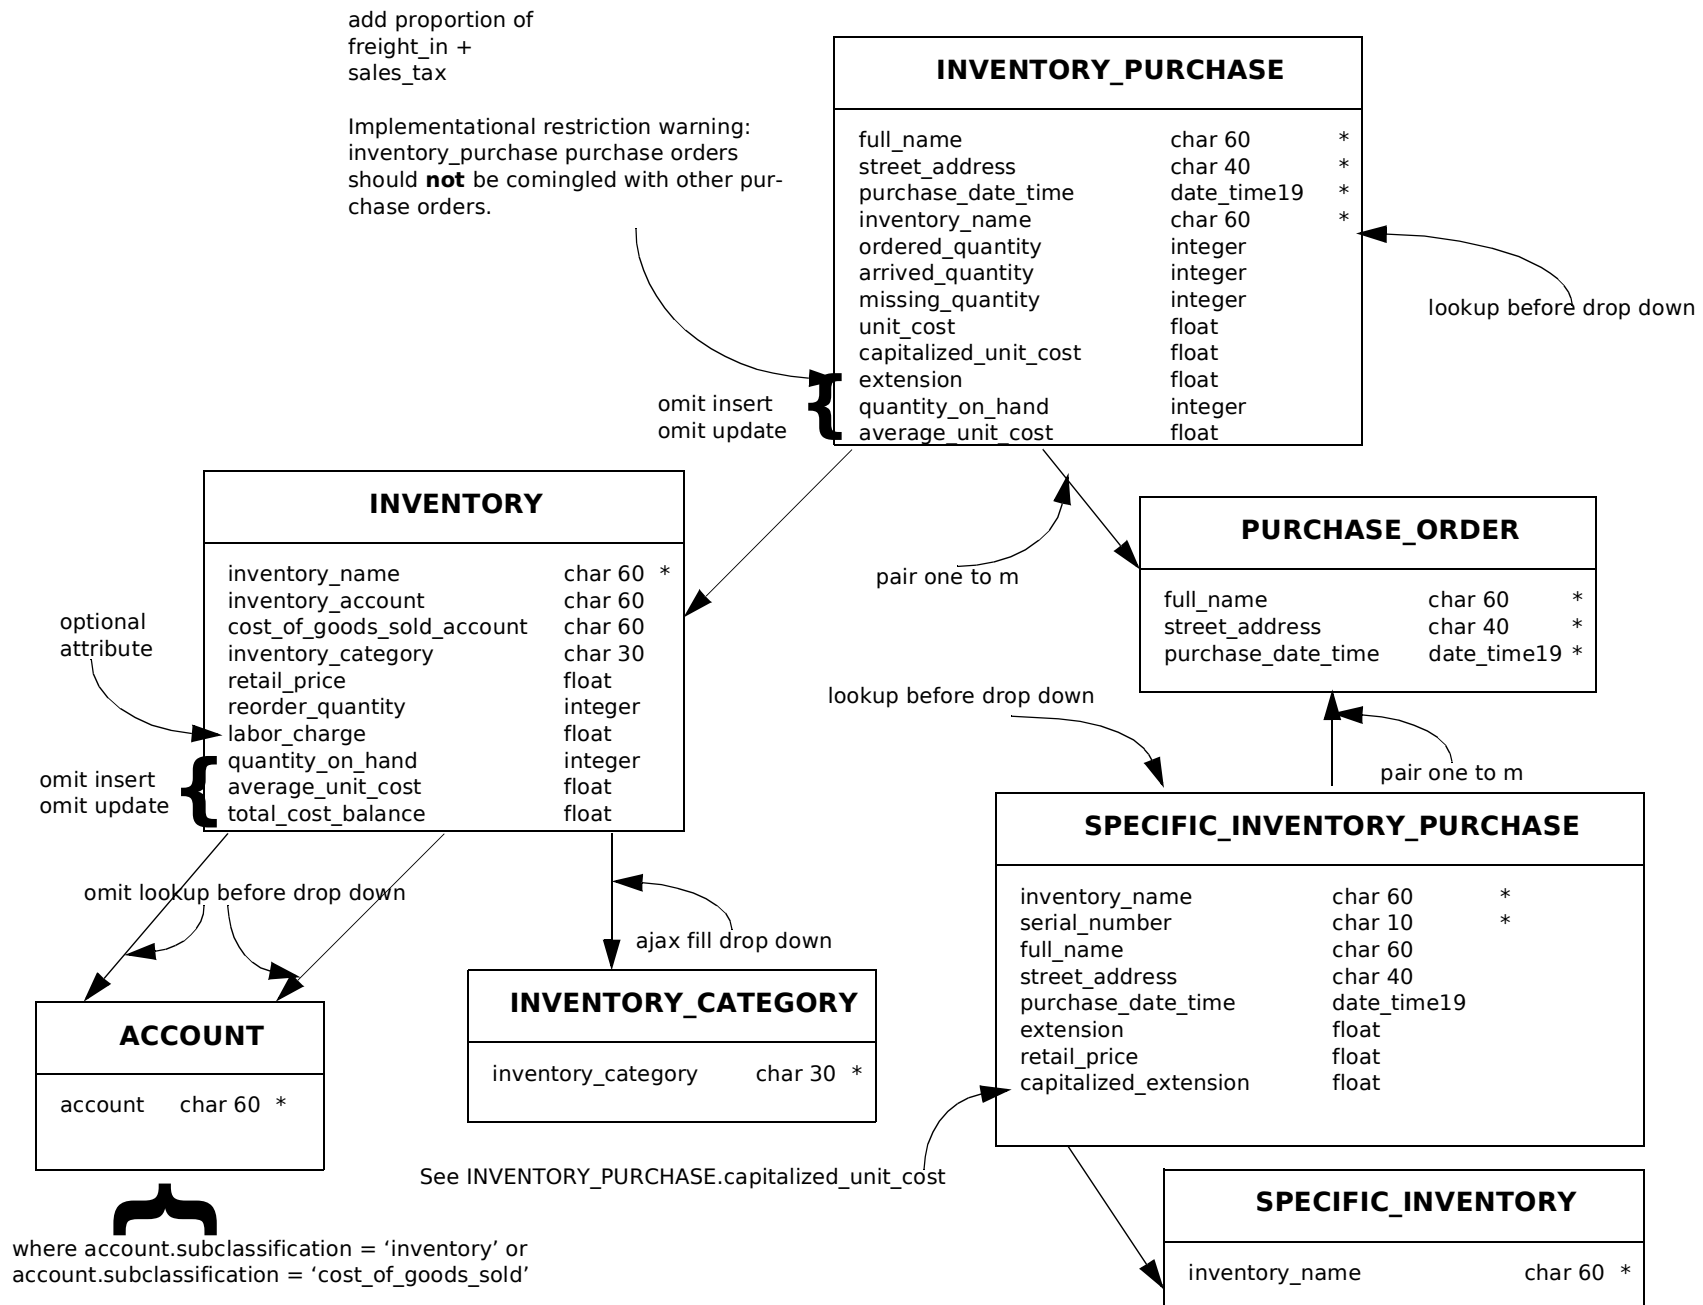 add proportion of
freight_in +
sales_tax
Implementational restriction warning:
inventory_purchase purchase orders
should not be comingled with other pur-
chase orders.
INVENTORY_PURCHASE
full_name char 60 *
street_address char 40 *
purchase_date_time date_time19 *
inventory_name char 60 *
ordered_quantity integer
arrived_quantity integer
missing_quantity integer
unit_cost float
capitalized_unit_cost float
extension float
quantity_on_hand integer
average_unit_cost float
lookup before drop down
omit insert
omit update
{
INVENTORY
inventory_name char 60 *
inventory_account char 60
cost_of_goods_sold_account char 60
inventory_category char 30
retail_price float
reorder_quantity integer
labor_charge float
quantity_on_hand integer
average_unit_cost float
total_cost_balance float
optional
attribute
omit insert
omit update
{
pair one to m
PURCHASE_ORDER
full_name char 60 *
street_address char 40 *
purchase_date_time date_time19 *
lookup before drop down
pair one to m
SPECIFIC_INVENTORY_PURCHASE
inventory_name char 60 *
serial_number char 10 *
full_name char 60
street_address char 40
purchase_date_time date_time19
extension float
retail_price float
capitalized_extension float
omit lookup before drop down
ajax fill drop down
ACCOUNT
account char 60 *
INVENTORY_CATEGORY
inventory_category char 30 *
See INVENTORY_PURCHASE.capitalized_unit_cost
{
where account.subclassification = ‘inventory’ or
account.subclassification = ‘cost_of_goods_sold’
SPECIFIC_INVENTORY
inventory_name char 60 *